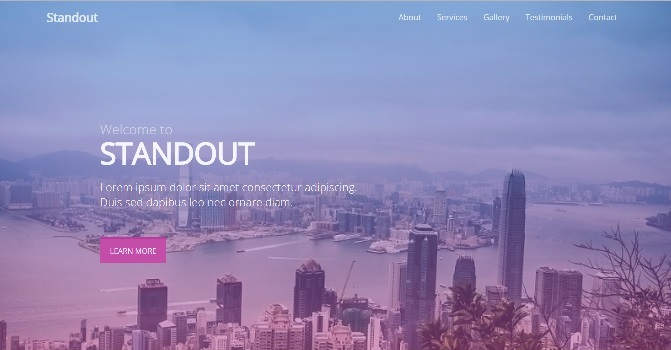 Standout
About Services Gallery Testimonials Contact
Welcome to
STANDOUT
Lorem ipsum dolor sit amet consectetur adipiscing.
Duis sed dapibus leo nec ornare diam.
LEARN MORE